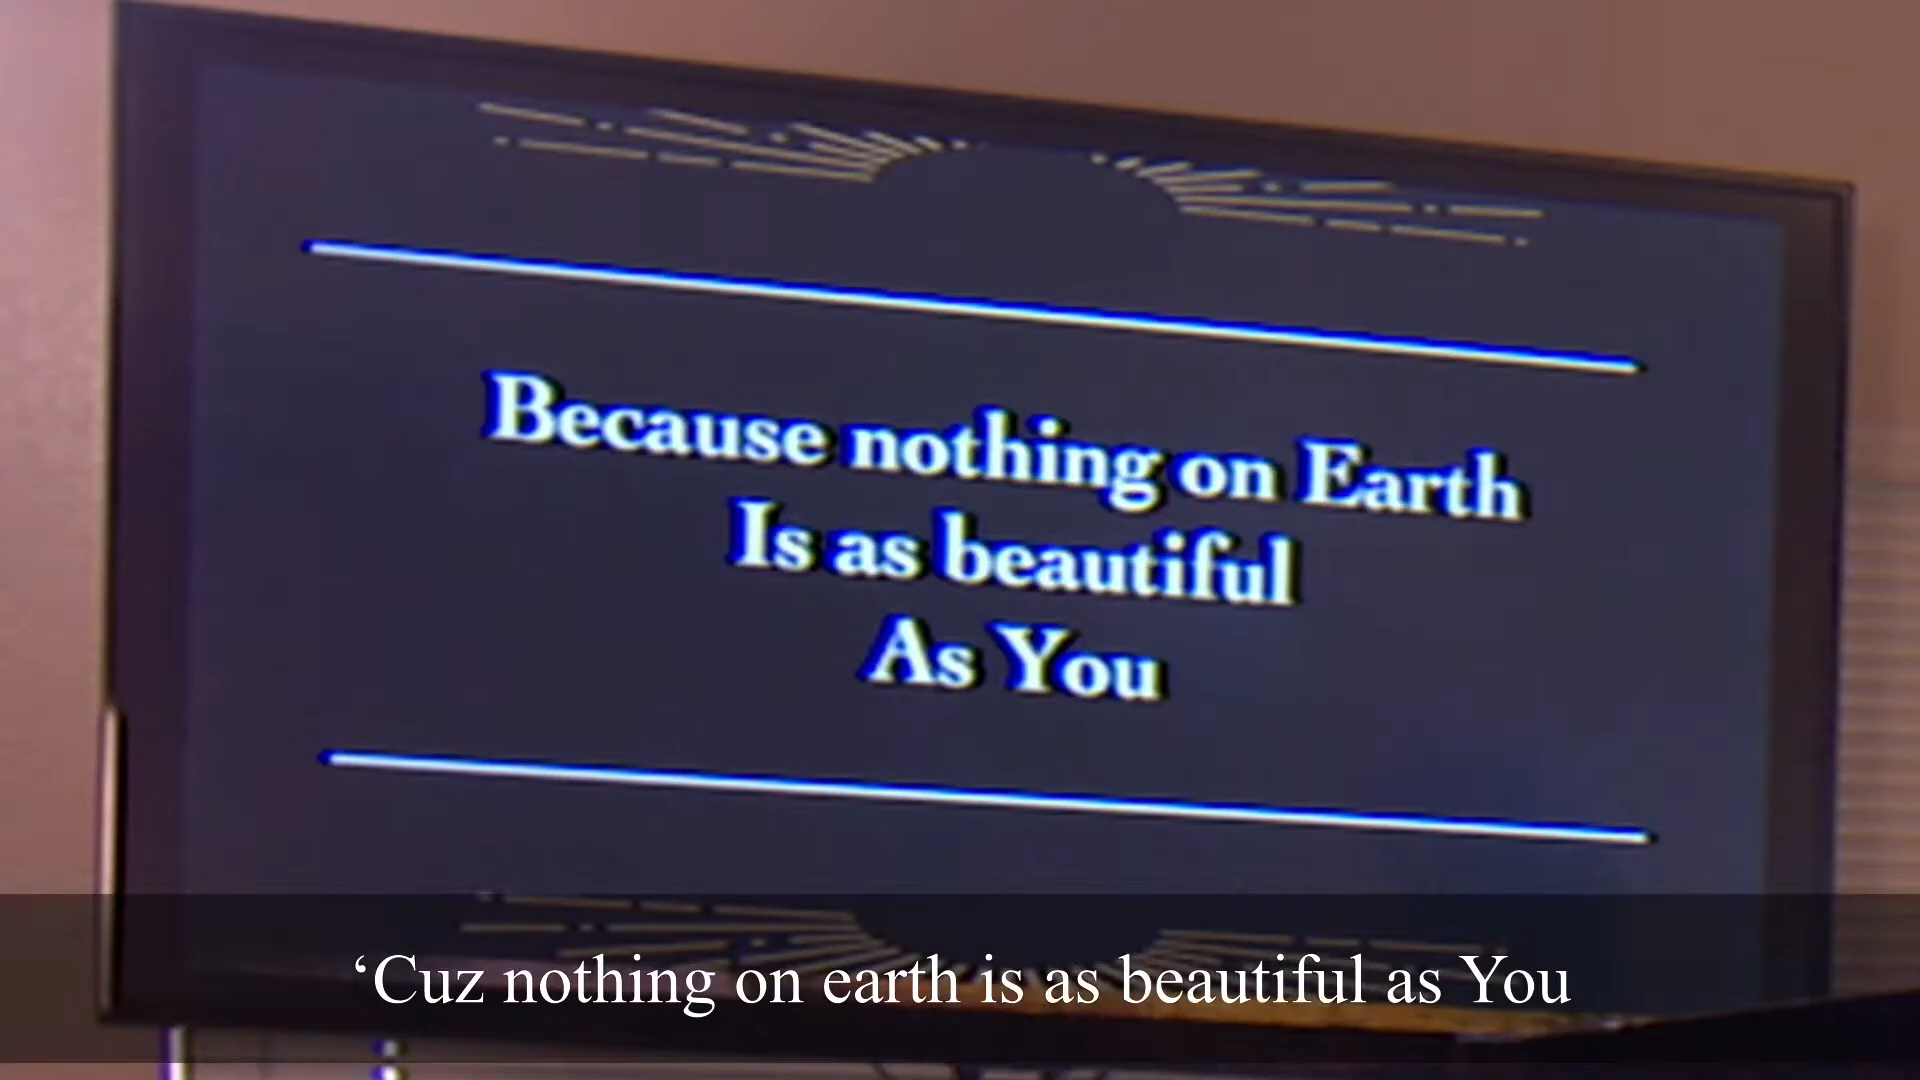 Because nothing on Earth
Is as beautiful
As You
‘Cuz nothing on earth is as beautiful as You